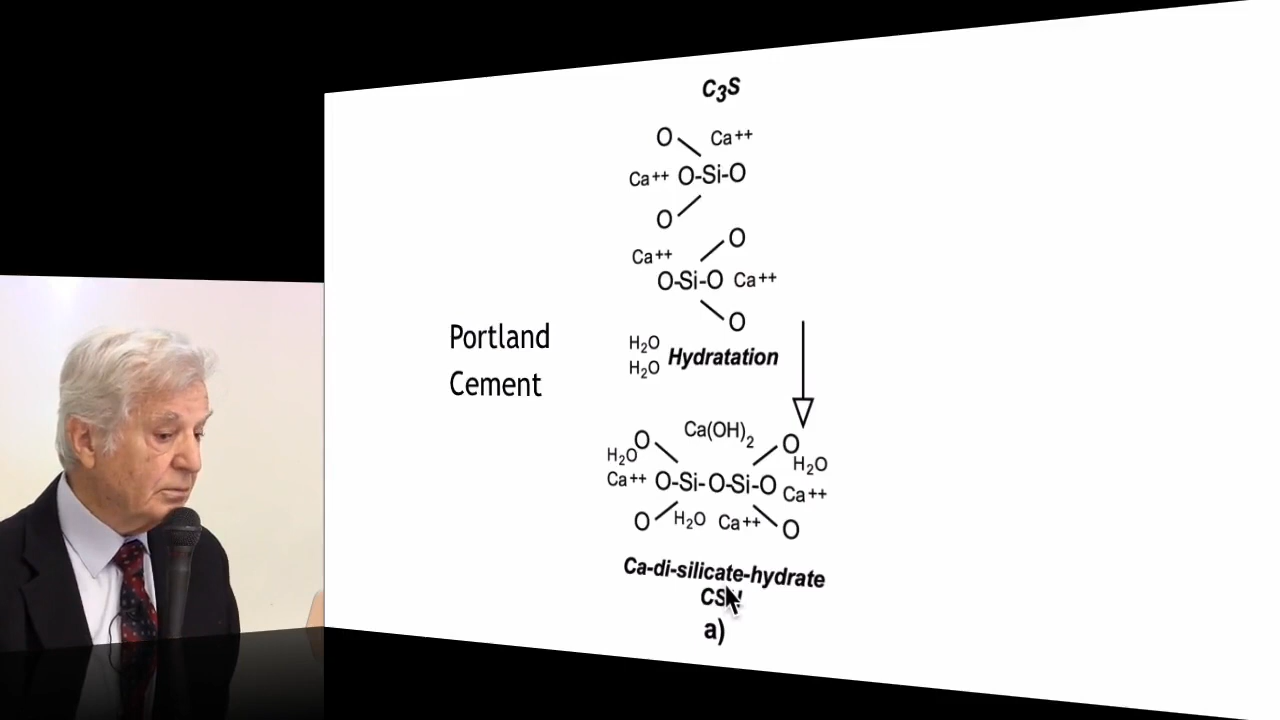 C3S
O Ca++
Ca++ O-Si-O
O
Ca++ O
O-Si-O Ca++
O
Portland
Cement
H2O
H2O Hydratation
Ca(OH)2
O O
H2O H2O
Ca++ O-Si-O-Si-O Ca++
O H2O Ca++ O
Ca-di-silicate-hydrate
a)